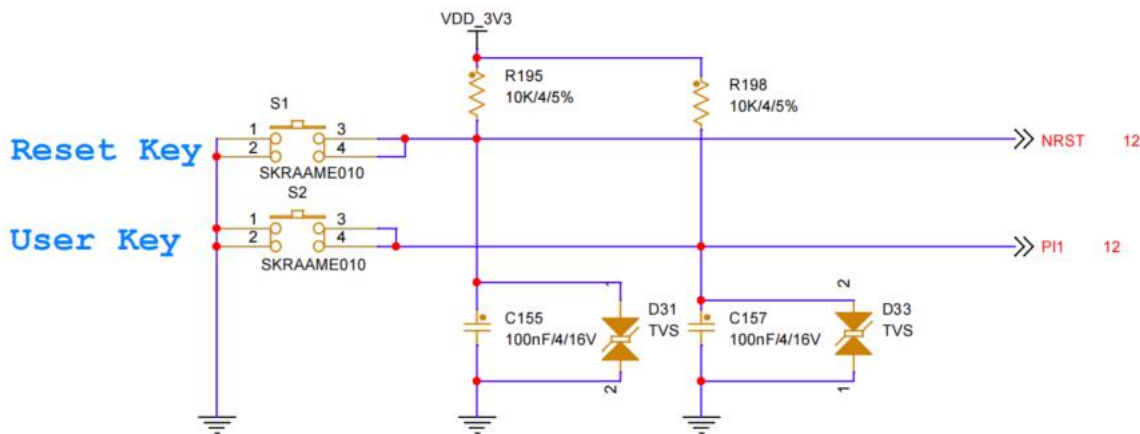 VDD_3V3
R195
10K/4/5%
R198
10K/4/5%
S1
1
3
2
4
Reset Key
SKRAAME010
NRST 12
S2
1
3
2
4
User Key
SKRAAME010
PI1 12
1
2
C155
100nF/4/16V
D31
TVS
C157
100nF/4/16V
D33
TVS
2
1